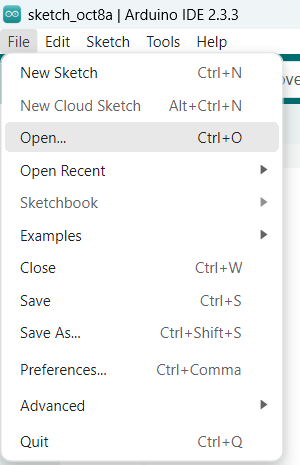 sketch_oct8a | Arduino IDE 2.3.3
File Edit Sketch Tools Help
New Sketch Ctrl+N
New Cloud Sketch Alt+Ctrl+N
Open... Ctrl+O
Open Recent
Sketchbook
Examples
Close Ctrl+W
Save Ctrl+S
Save As... Ctrl+Shift+S
Preferences... Ctrl+Comma
Advanced
Quit Ctrl+Q